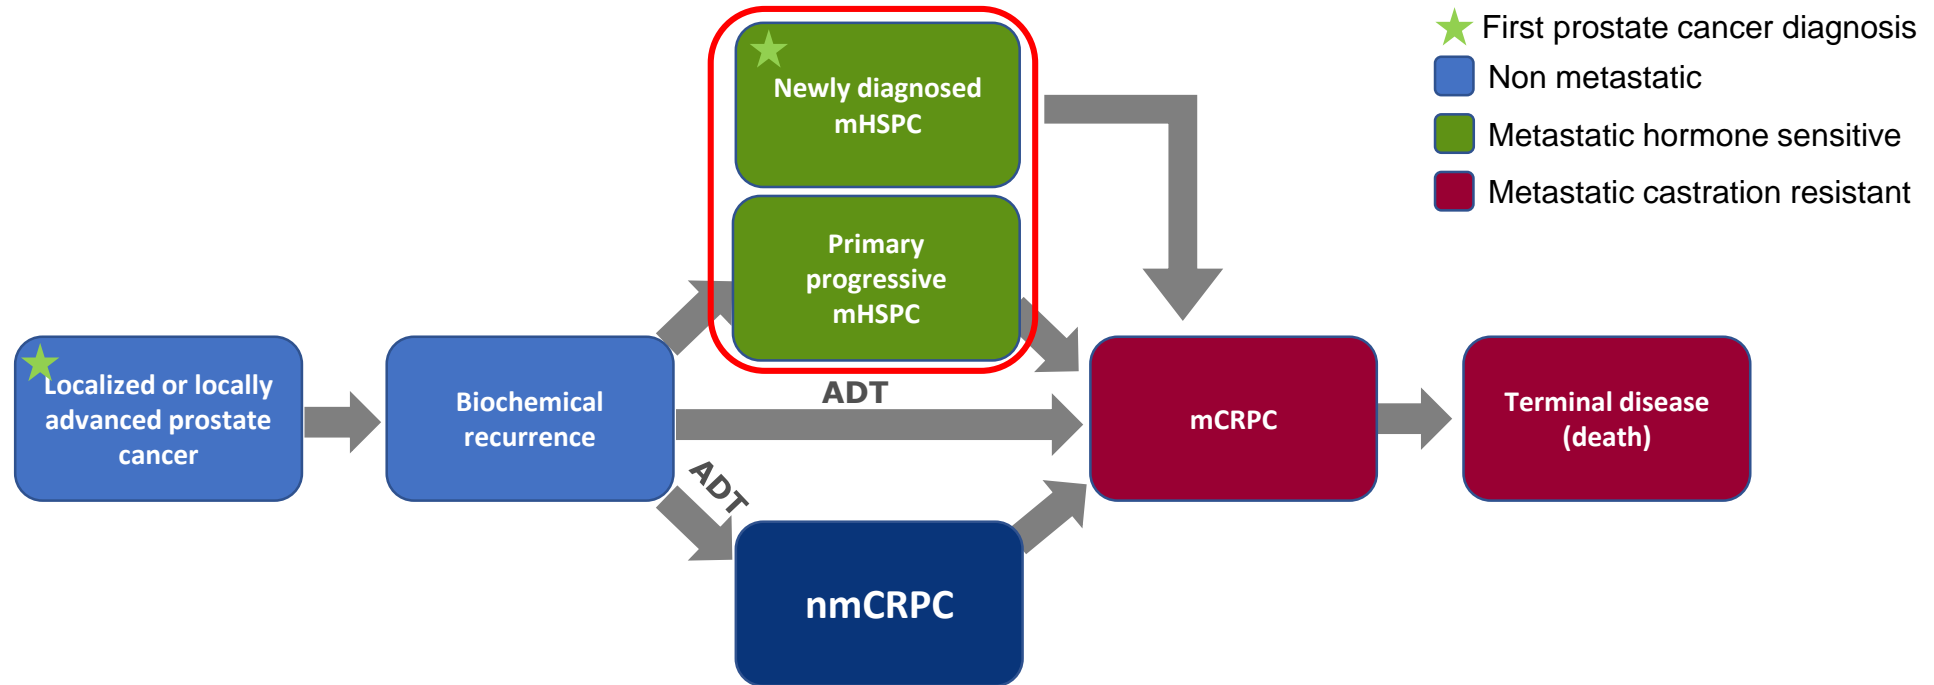 First prostate cancer diagnosis
Non metastatic
Metastatic hormone sensitive
Metastatic castration resistant
Newly diagnosed
mHSPC
Primary
progressive
mHSPC
Localized or locally
advanced prostate
cancer
Biochemical
recurrence
ADT
ADT
nmCRPC
mCRPC
Terminal disease
(death)